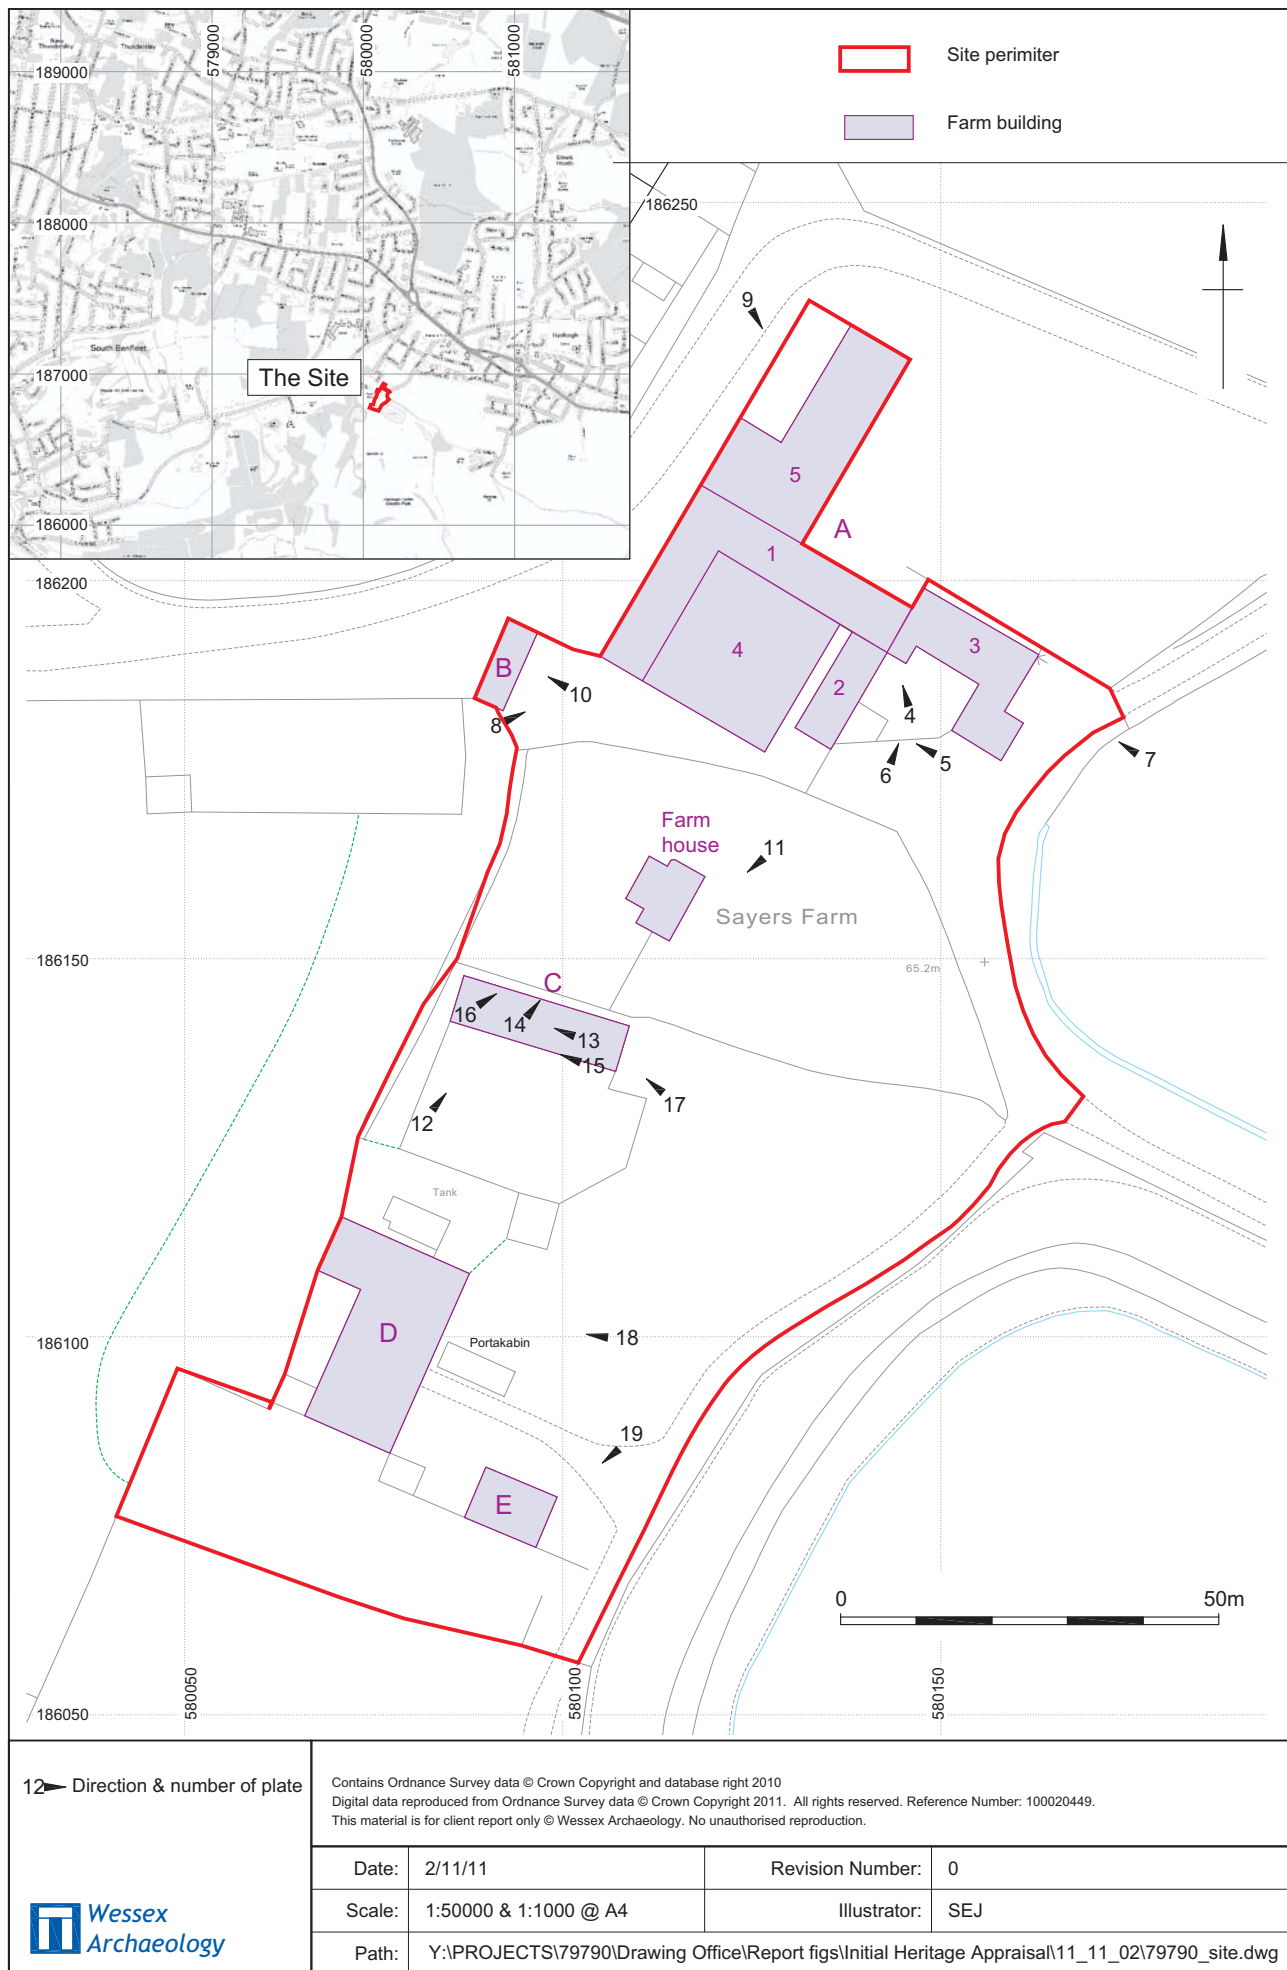 579000
580000
581000
189000
188000
187000
186000
Thundersley
South Benfleet
Hadleigh
The Site
Site perimiter
Farm building
186250
186200
186150
186100
186050
580050
580100
580150
9
5
A
1
3
4
2
B
10
8
4
6
5
7
Farm
house
11
Sayers Farm
65.2m
C
16
14
13
15
17
12
Tank
D
Portakabin
18
19
E
0 50m
12 Direction & number of plate
Contains Ordnance Survey data © Crown Copyright and database right 2010
Digital data reproduced from Ordnance Survey data © Crown Copyright 2011. All rights reserved. Reference Number: 100020449.
This material is for client report only © Wessex Archaeology. No unauthorised reproduction.
Date: 2/11/11 Revision Number: 0
Scale: 1:50000 & 1:1000 @ A4 Illustrator: SEJ
Path: Y:\PROJECTS\79790\Drawing Office\Report figs\Initial Heritage Appraisal\11_11_02\79790_site.dwg
Wessex
Archaeology